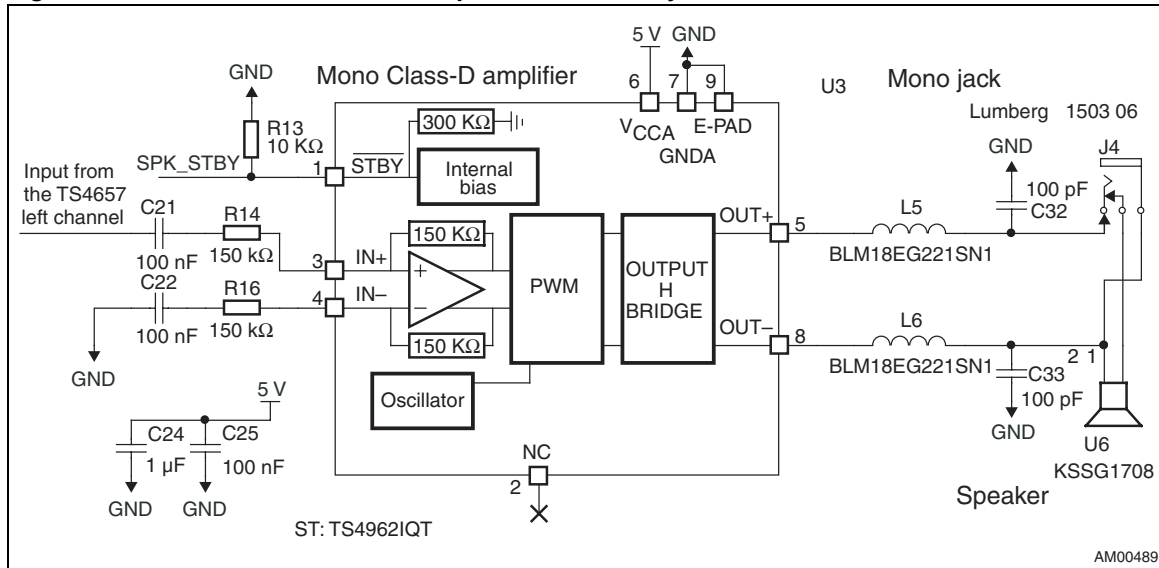 5 V
GND
U3
Mono jack
GND
Mono Class-D amplifier
6
7
9
Lumberg 1503 06
R13
10 KΩ
300 KΩ
VCCA
E-PAD
GNDA
GND
J4
SPK_STBY
1
STBY
Internal
bias
100 pF
C32
Input from
the TS4657
left channel
C21
R14
OUT+
5
L5
BLM18EG221SN1
100 nF
150 kΩ
3
IN+
150 KΩ
+
PWM
OUTPUT
H
BRIDGE
C22
R16
4
IN–
–
100 nF
150 kΩ
150 KΩ
OUT–
8
L6
BLM18EG221SN1
2 1
GND
C33
100 pF
Oscillator
5 V
GND
U6
KSSG1708
C24
C25
1 µF
100 nF
NC
2
Speaker
GND
GND
ST: TS4962IQT
AM00489